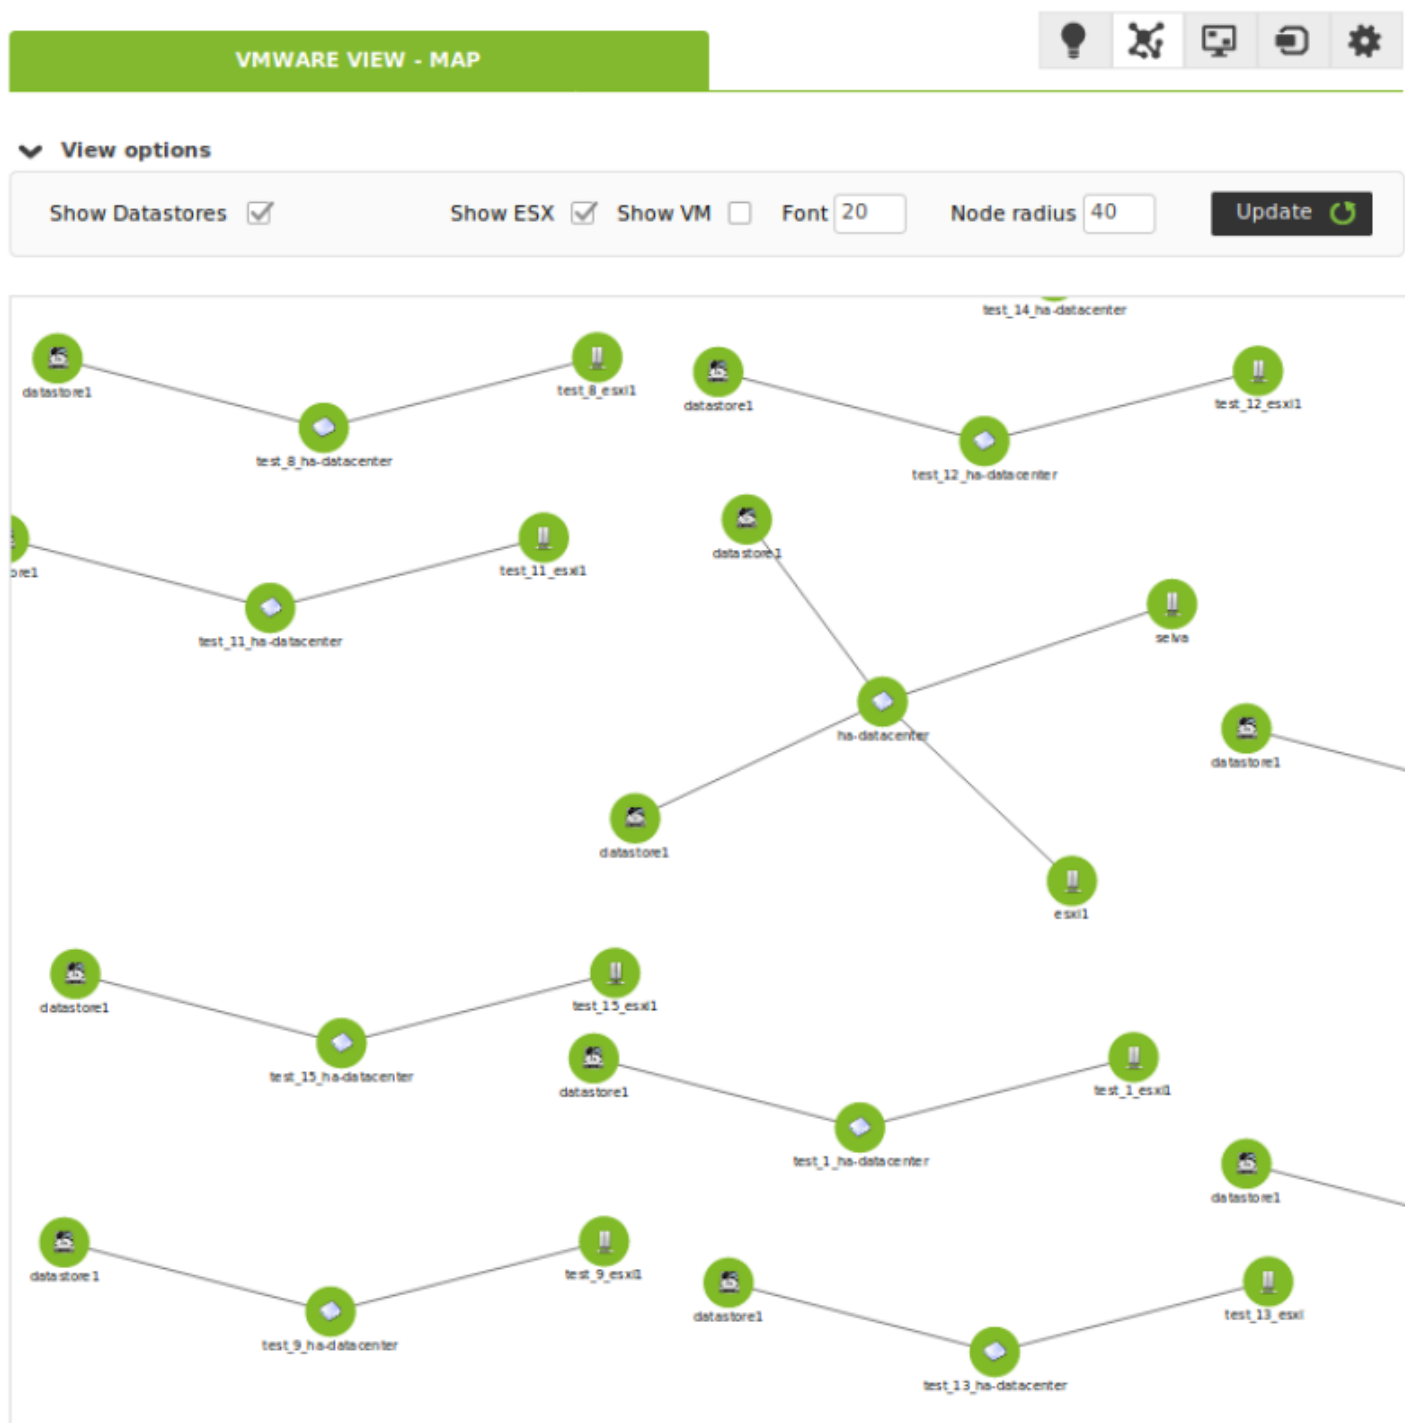 VMWARE VIEW - MAP
View options
Show Datastores
Show ESX
Show VM
Font 20
Node radius 40
Update
test_14_ha-datacenter
datastore1
test_8_esxi1
test_8_ha-datacenter
datastore1
test_12_esxi1
test_12_ha-datacenter
ore1
test_11_esxi1
test_11_ha-datacenter
datastore1
selva
ha-datacenter
datastore1
datastore1
esxi1
datastore1
test_15_esxi1
test_15_ha-datacenter
datastore1
test_1_esxi1
test_1_ha-datacenter
datastore1
datastore1
test_9_esxi1
test_9_ha-datacenter
datastore1
test_13_esxi
test_13_ha-datacenter